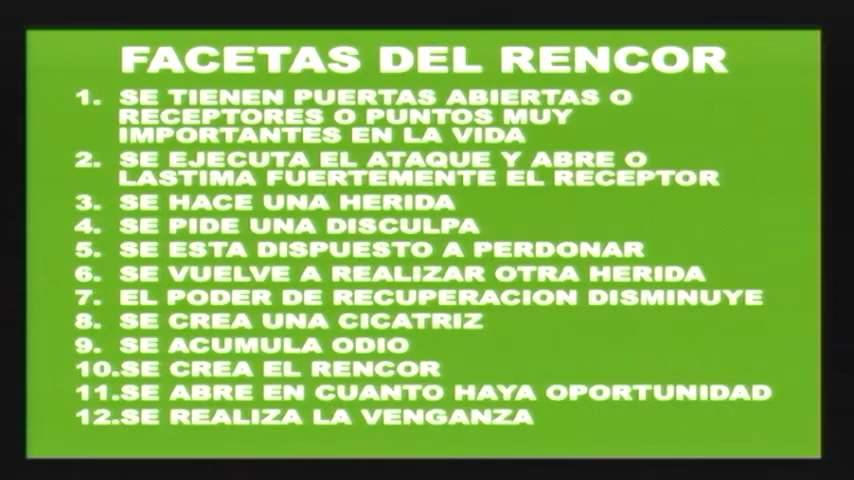 FACETAS DEL RENCOR
1. SE TIENEN PUERTAS ABIERTAS O
RECEPTORES O PUNTOS MUY
IMPORTANTES EN LA VIDA
2. SE EJECUTA EL ATAQUE Y ABRE O
LASTIMA FUERTEMENTE EL RECEPTOR
3. SE HACE UNA HERIDA
4. SE PIDE UNA DISCULPA
5. SE ESTA DISPUESTO A PERDONAR
6. SE VUELVE A REALIZAR OTRA HERIDA
7. EL PODER DE RECUPERACION DISMINUYE
8. SE CREA UNA CICATRIZ
9. SE ACUMULA ODIO
10.SE CREA EL RENCOR
11.SE ABRE EN CUANTO HAYA OPORTUNIDAD
12.SE REALIZA LA VENGANZA